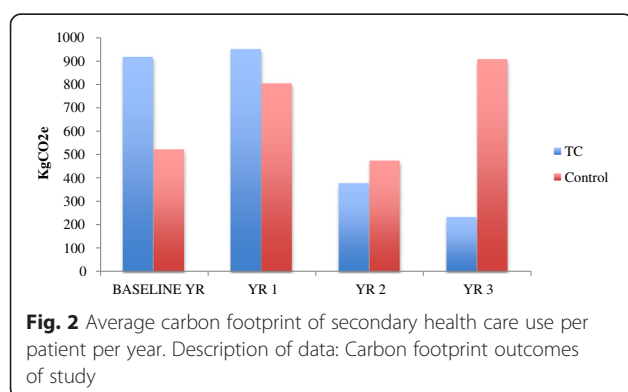 1000
900
800
700
600
500
400
300
200
100
0
KgCO2e
BASELINE YR YR 1 YR 2 YR 3
TC
Control
Fig. 2 Average carbon footprint of secondary health care use per
patient per year. Description of data: Carbon footprint outcomes
of study